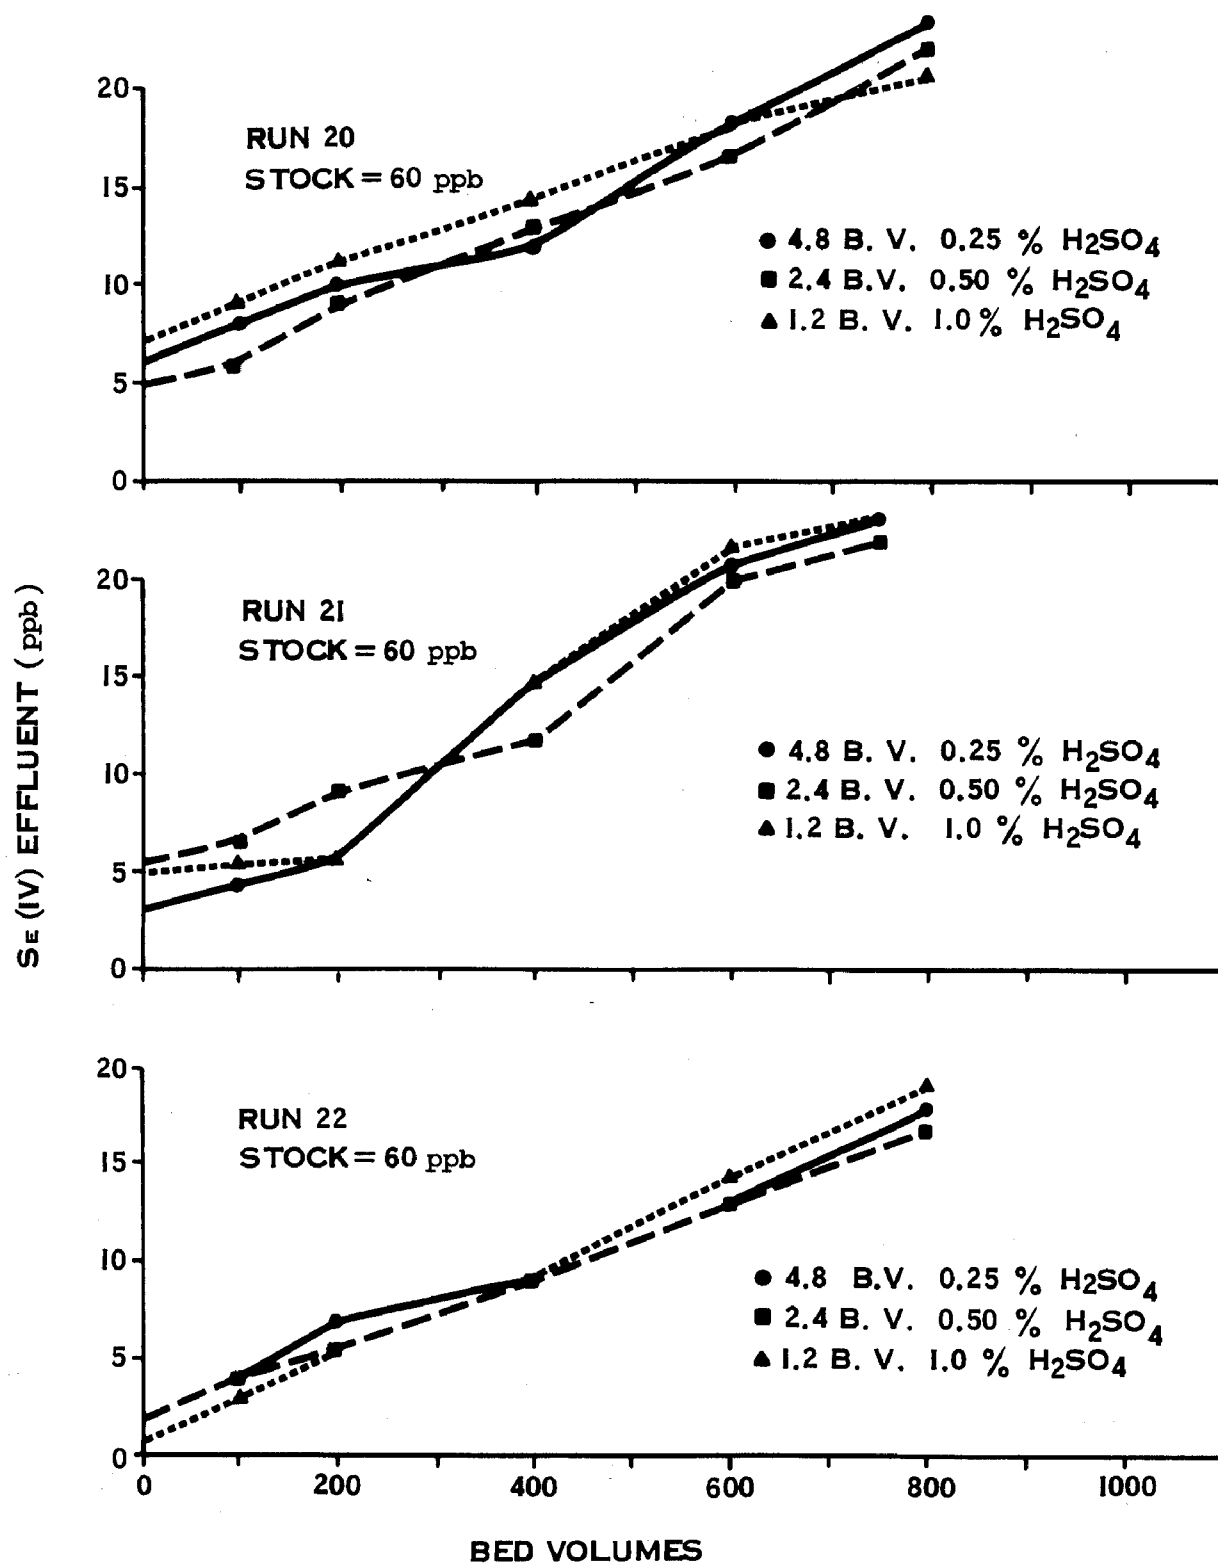 20
RUN 20
STOCK = 60 ppb
15
10
5
0
● 4.8 B. V. 0.25 % H₂SO₄
■ 2.4 B.V. 0.50 % H₂SO₄
▲ 1.2 B. V. 1.0 % H₂SO₄
SE (IV) EFFLUENT (ppb)
20
RUN 21
STOCK = 60 ppb
15
10
5
0
● 4.8 B. V. 0.25 % H₂SO₄
■ 2.4 B. V. 0.50 % H₂SO₄
▲ 1.2 B. V. 1.0 % H₂SO₄
20
RUN 22
STOCK = 60 ppb
15
10
5
0
● 4.8 B.V. 0.25 % H₂SO₄
■ 2.4 B. V. 0.50 % H₂SO₄
▲ 1.2 B. V. 1.0 % H₂SO₄
0 200 400 600 800 1000
BED VOLUMES